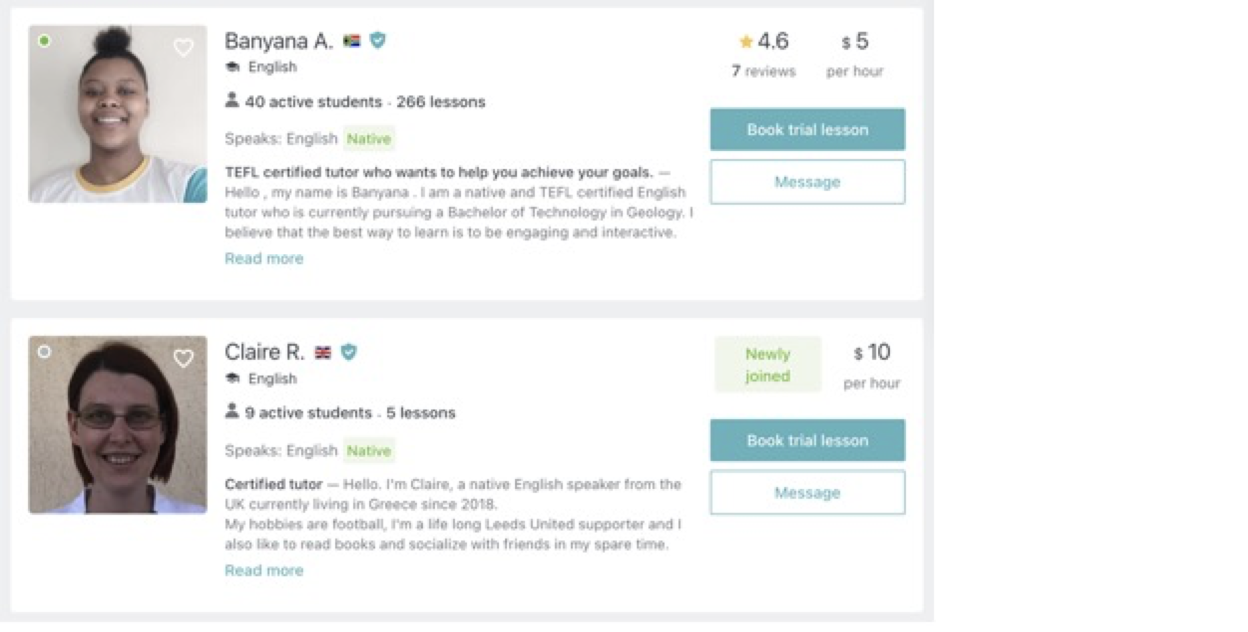 Banyana A.
English
40 active students · 266 lessons
Speaks: English Native
TEFL certified tutor who wants to help you achieve your goals. —
Hello , my name is Banyana . I am a native and TEFL certified English
tutor who is currently pursuing a Bachelor of Technology in Geology. I
believe that the best way to learn is to be engaging and interactive.
Read more
4.6
7 reviews
$ 5
per hour
Book trial lesson
Message
Claire R.
English
9 active students · 5 lessons
Speaks: English Native
Certified tutor — Hello. I'm Claire, a native English speaker from the
UK currently living in Greece since 2018.
My hobbies are football, I'm a life long Leeds United supporter and I
also like to read books and socialize with friends in my spare time.
Read more
Newly
joined
$ 10
per hour
Book trial lesson
Message